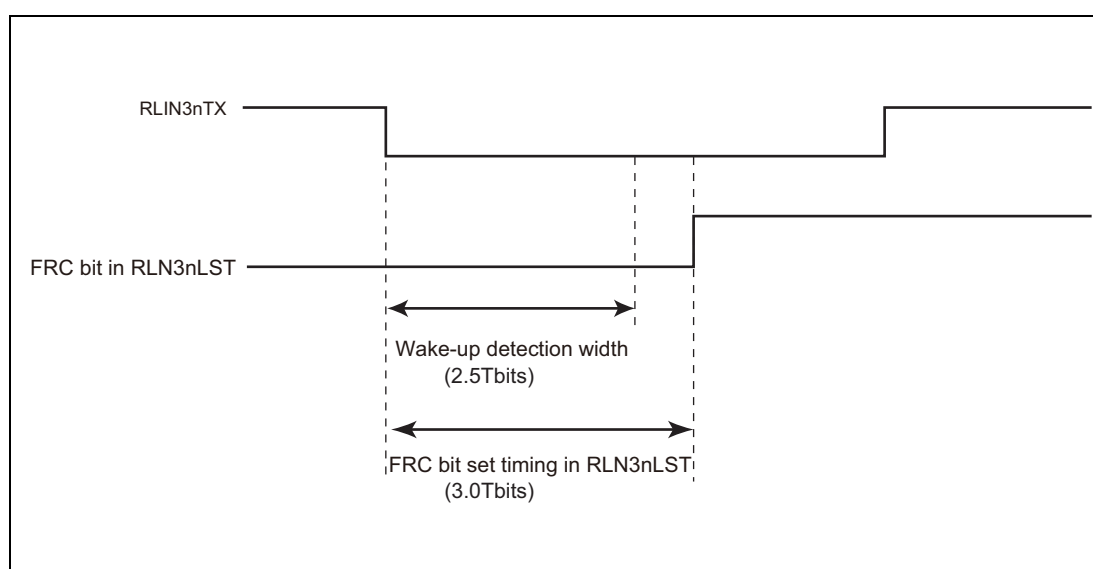 RLIN3nTX
FRC bit in RLN3nLST
Wake-up detection width
(2.5Tbits)
FRC bit set timing in RLN3nLST
(3.0Tbits)